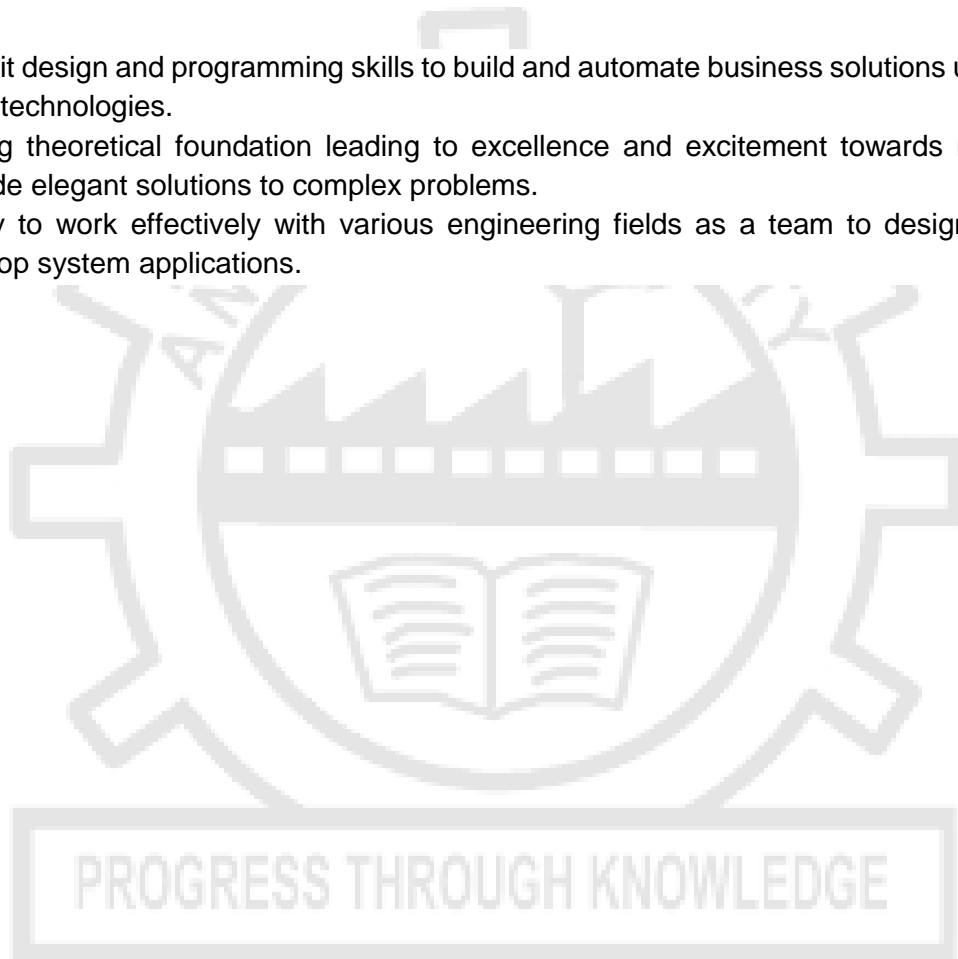 it design and programming skills to build and automate business solutions u
technologies.
g theoretical foundation leading to excellence and excitement towards
de elegant solutions to complex problems.
y to work effectively with various engineering fields as a team to design
op system applications.
PROGRESS THROUGH KNOWLEDGE